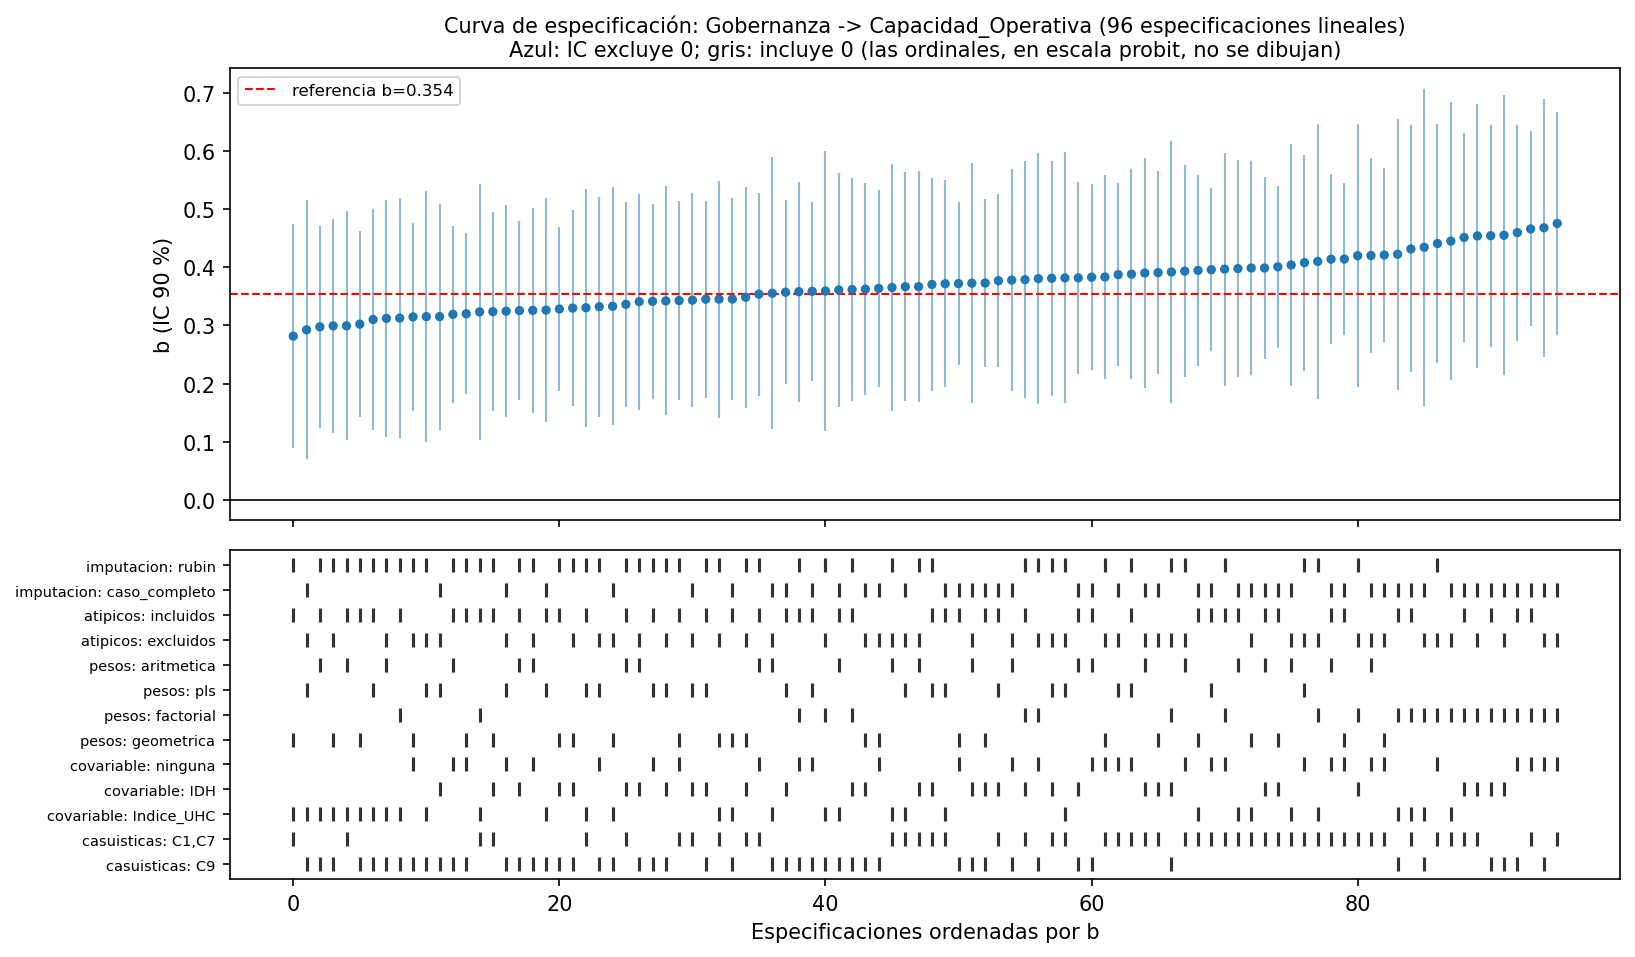 Curva de especificación: Gobernanza -> Capacidad_Operativa (96 especificaciones lineales)
Azul: IC excluye 0; gris: incluye 0 (las ordinales, en escala probit, no se dibujan)
referencia b=0.354
b (IC 90 %)
0.7
0.6
0.5
0.4
0.3
0.2
0.1
0.0
imputacion: rubin
imputacion: caso_completo
atipicos: incluidos
atipicos: excluidos
pesos: aritmetica
pesos: pls
pesos: factorial
pesos: geometrica
covariable: ninguna
covariable: IDH
covariable: Indice_UHC
casuisticas: C1,C7
casuisticas: C9
0 20 40 60 80
Especificaciones ordenadas por b